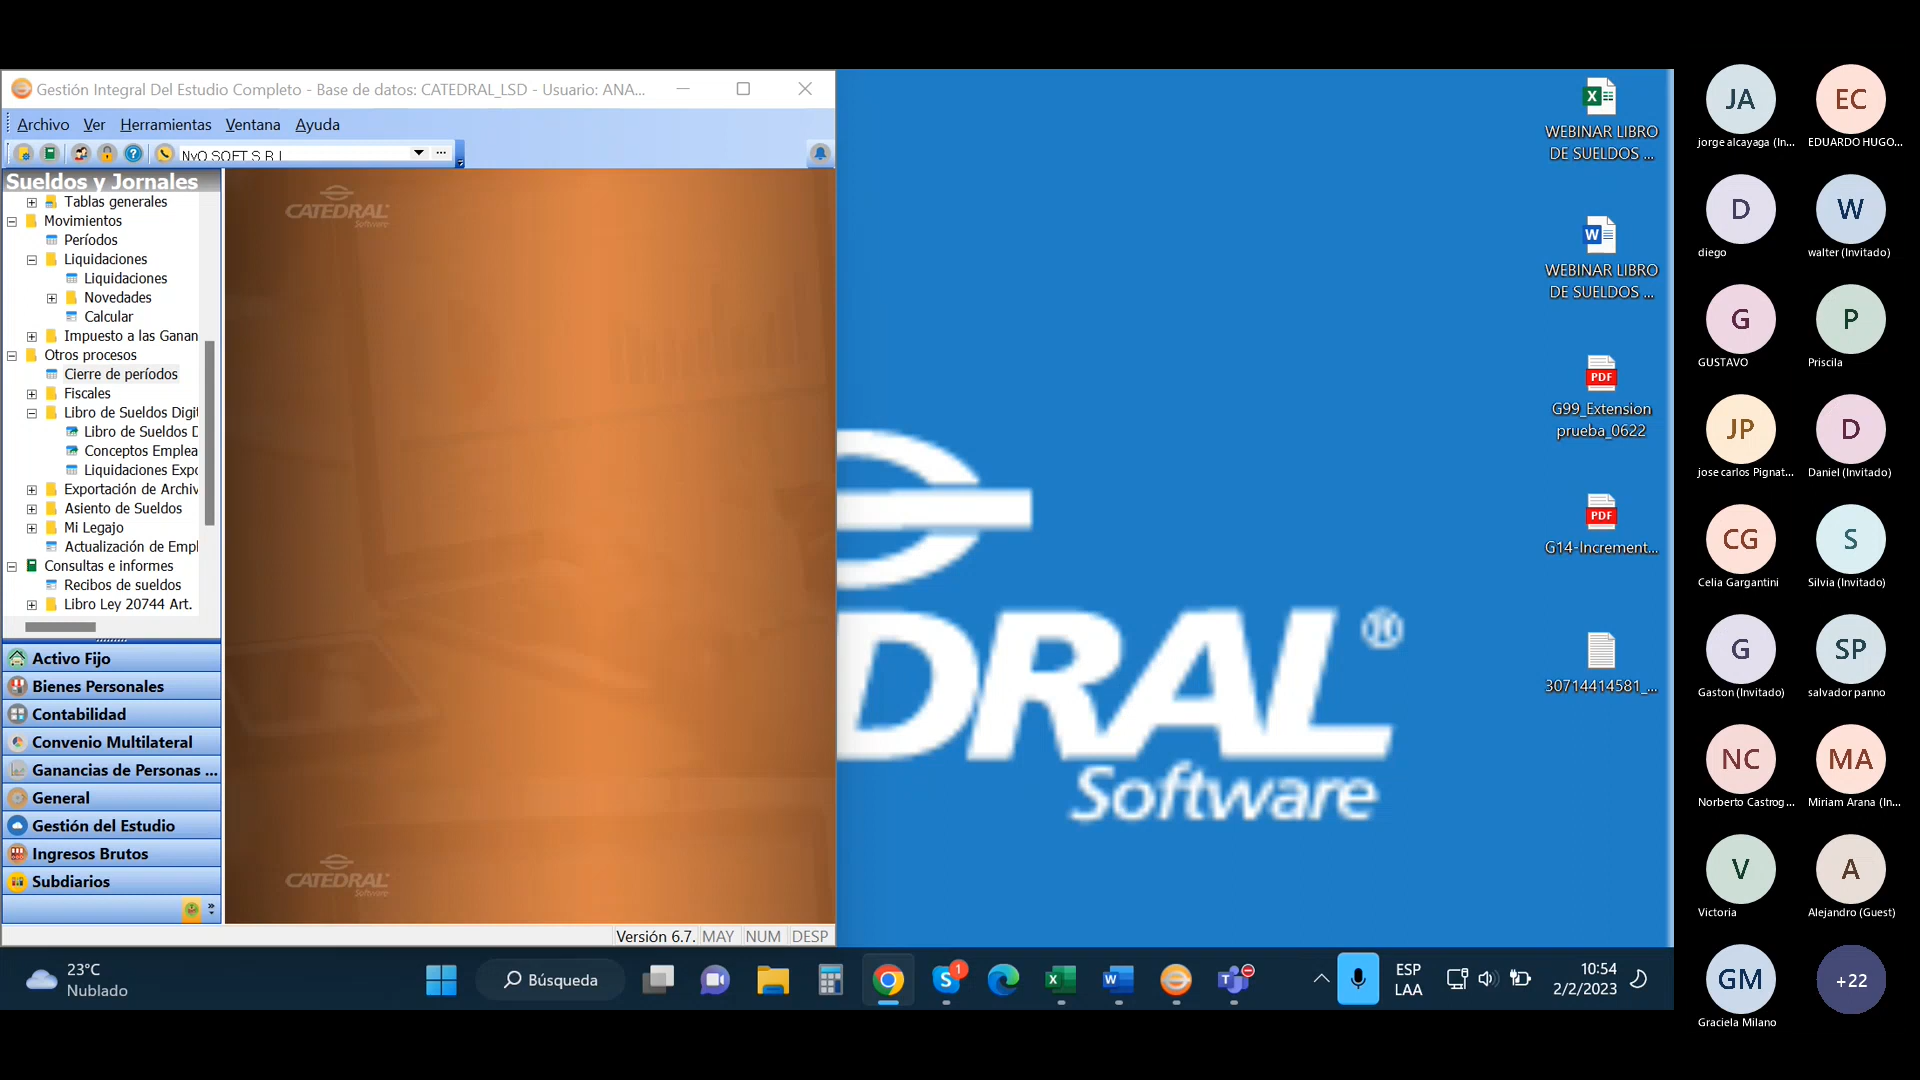 Gestión Integral Del Estudio Completo - Base de datos: CATEDRAL_LSD - Usuario: ANA...
Archivo Ver Herramientas Ventana Ayuda
NyO SOFT S.R.L
Sueldos y Jornales
Tablas generales
Movimientos
Períodos
Liquidaciones
Liquidaciones
Novedades
Calcular
Impuesto a las Ganan
Otros procesos
Cierre de períodos
Fiscales
Libro de Sueldos Digit
Libro de Sueldos D
Conceptos Emplea
Liquidaciones Expo
Exportación de Archiv
Asiento de Sueldos
Mi Legajo
Actualización de Empl
Consultas e informes
Recibos de sueldos
Libro Ley 20744 Art.
Activo Fijo
Bienes Personales
Contabilidad
Convenio Multilateral
Ganancias de Personas ...
General
Gestión del Estudio
Ingresos Brutos
Subdiarios
CATEDRAL
Software
CATEDRAL
Software
Versión 6.7. MAY NUM DESP
DRAL®
Software
WEBINAR LIBRO
DE SUELDOS ...
WEBINAR LIBRO
DE SUELDOS ...
PDF
G99_Extension
prueba_0622
PDF
G14-Increment...
30714414581_...
23°C
Nublado
Búsqueda
1
ESP
LAA
10:54
2/2/2023
JA
jorge alcayaga (In...
EC
EDUARDO HUGO...
D
diego
W
walter (Invitado)
G
GUSTAVO
P
Priscila
JP
jose carlos Pignat...
D
Daniel (Invitado)
CG
Celia Gargantini
S
Silvia (Invitado)
G
Gaston (Invitado)
SP
salvador panno
NC
Norberto Castrog...
MA
Miriam Arana (In...
V
Victoria
A
Alejandro (Guest)
GM
Graciela Milano
+22